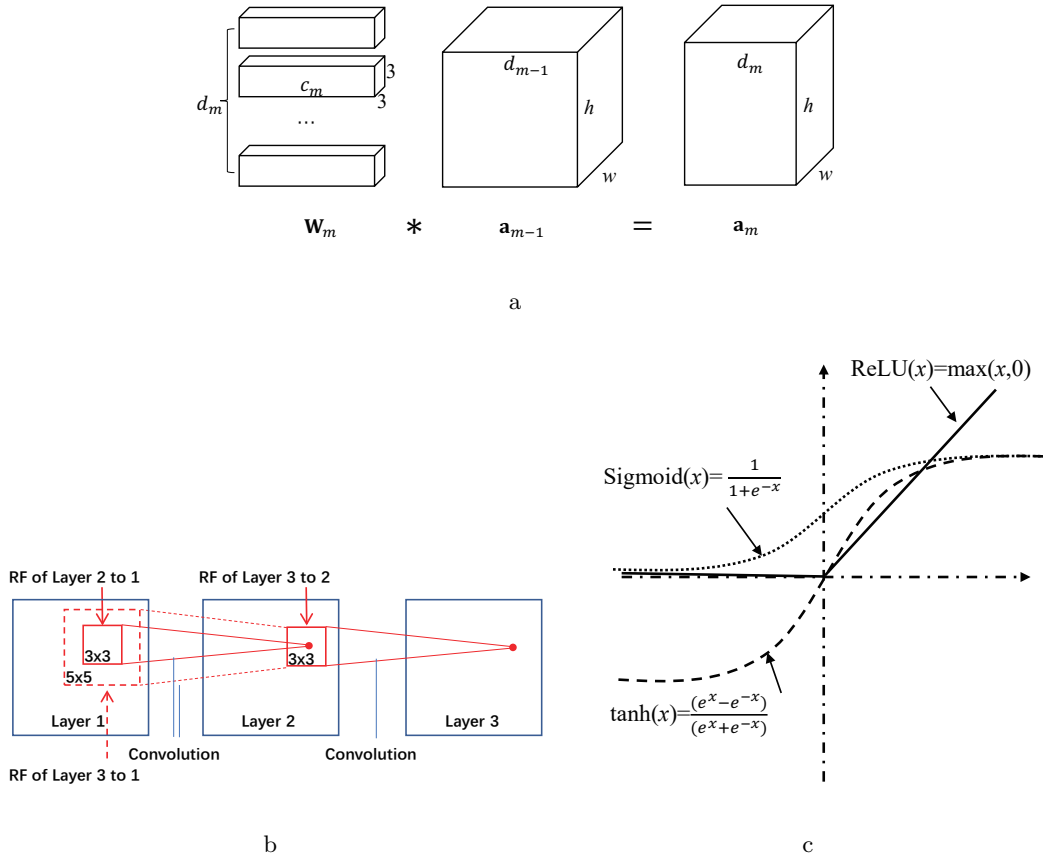 d_{m-1}
d_m
3
c_m
3
d_m
h
h
...
w
w
W_m * a_{m-1} = a_m
a
ReLU(x)=max(x,0)
Sigmoid(x)= \frac{1}{1+e^{-x}}
tanh(x)=\frac{(e^x-e^{-x})}{(e^x+e^{-x})}
RF of Layer 2 to 1
RF of Layer 3 to 2
3x3
3x3
5x5
Layer 1
Layer 2
Layer 3
Convolution
Convolution
RF of Layer 3 to 1
b
c